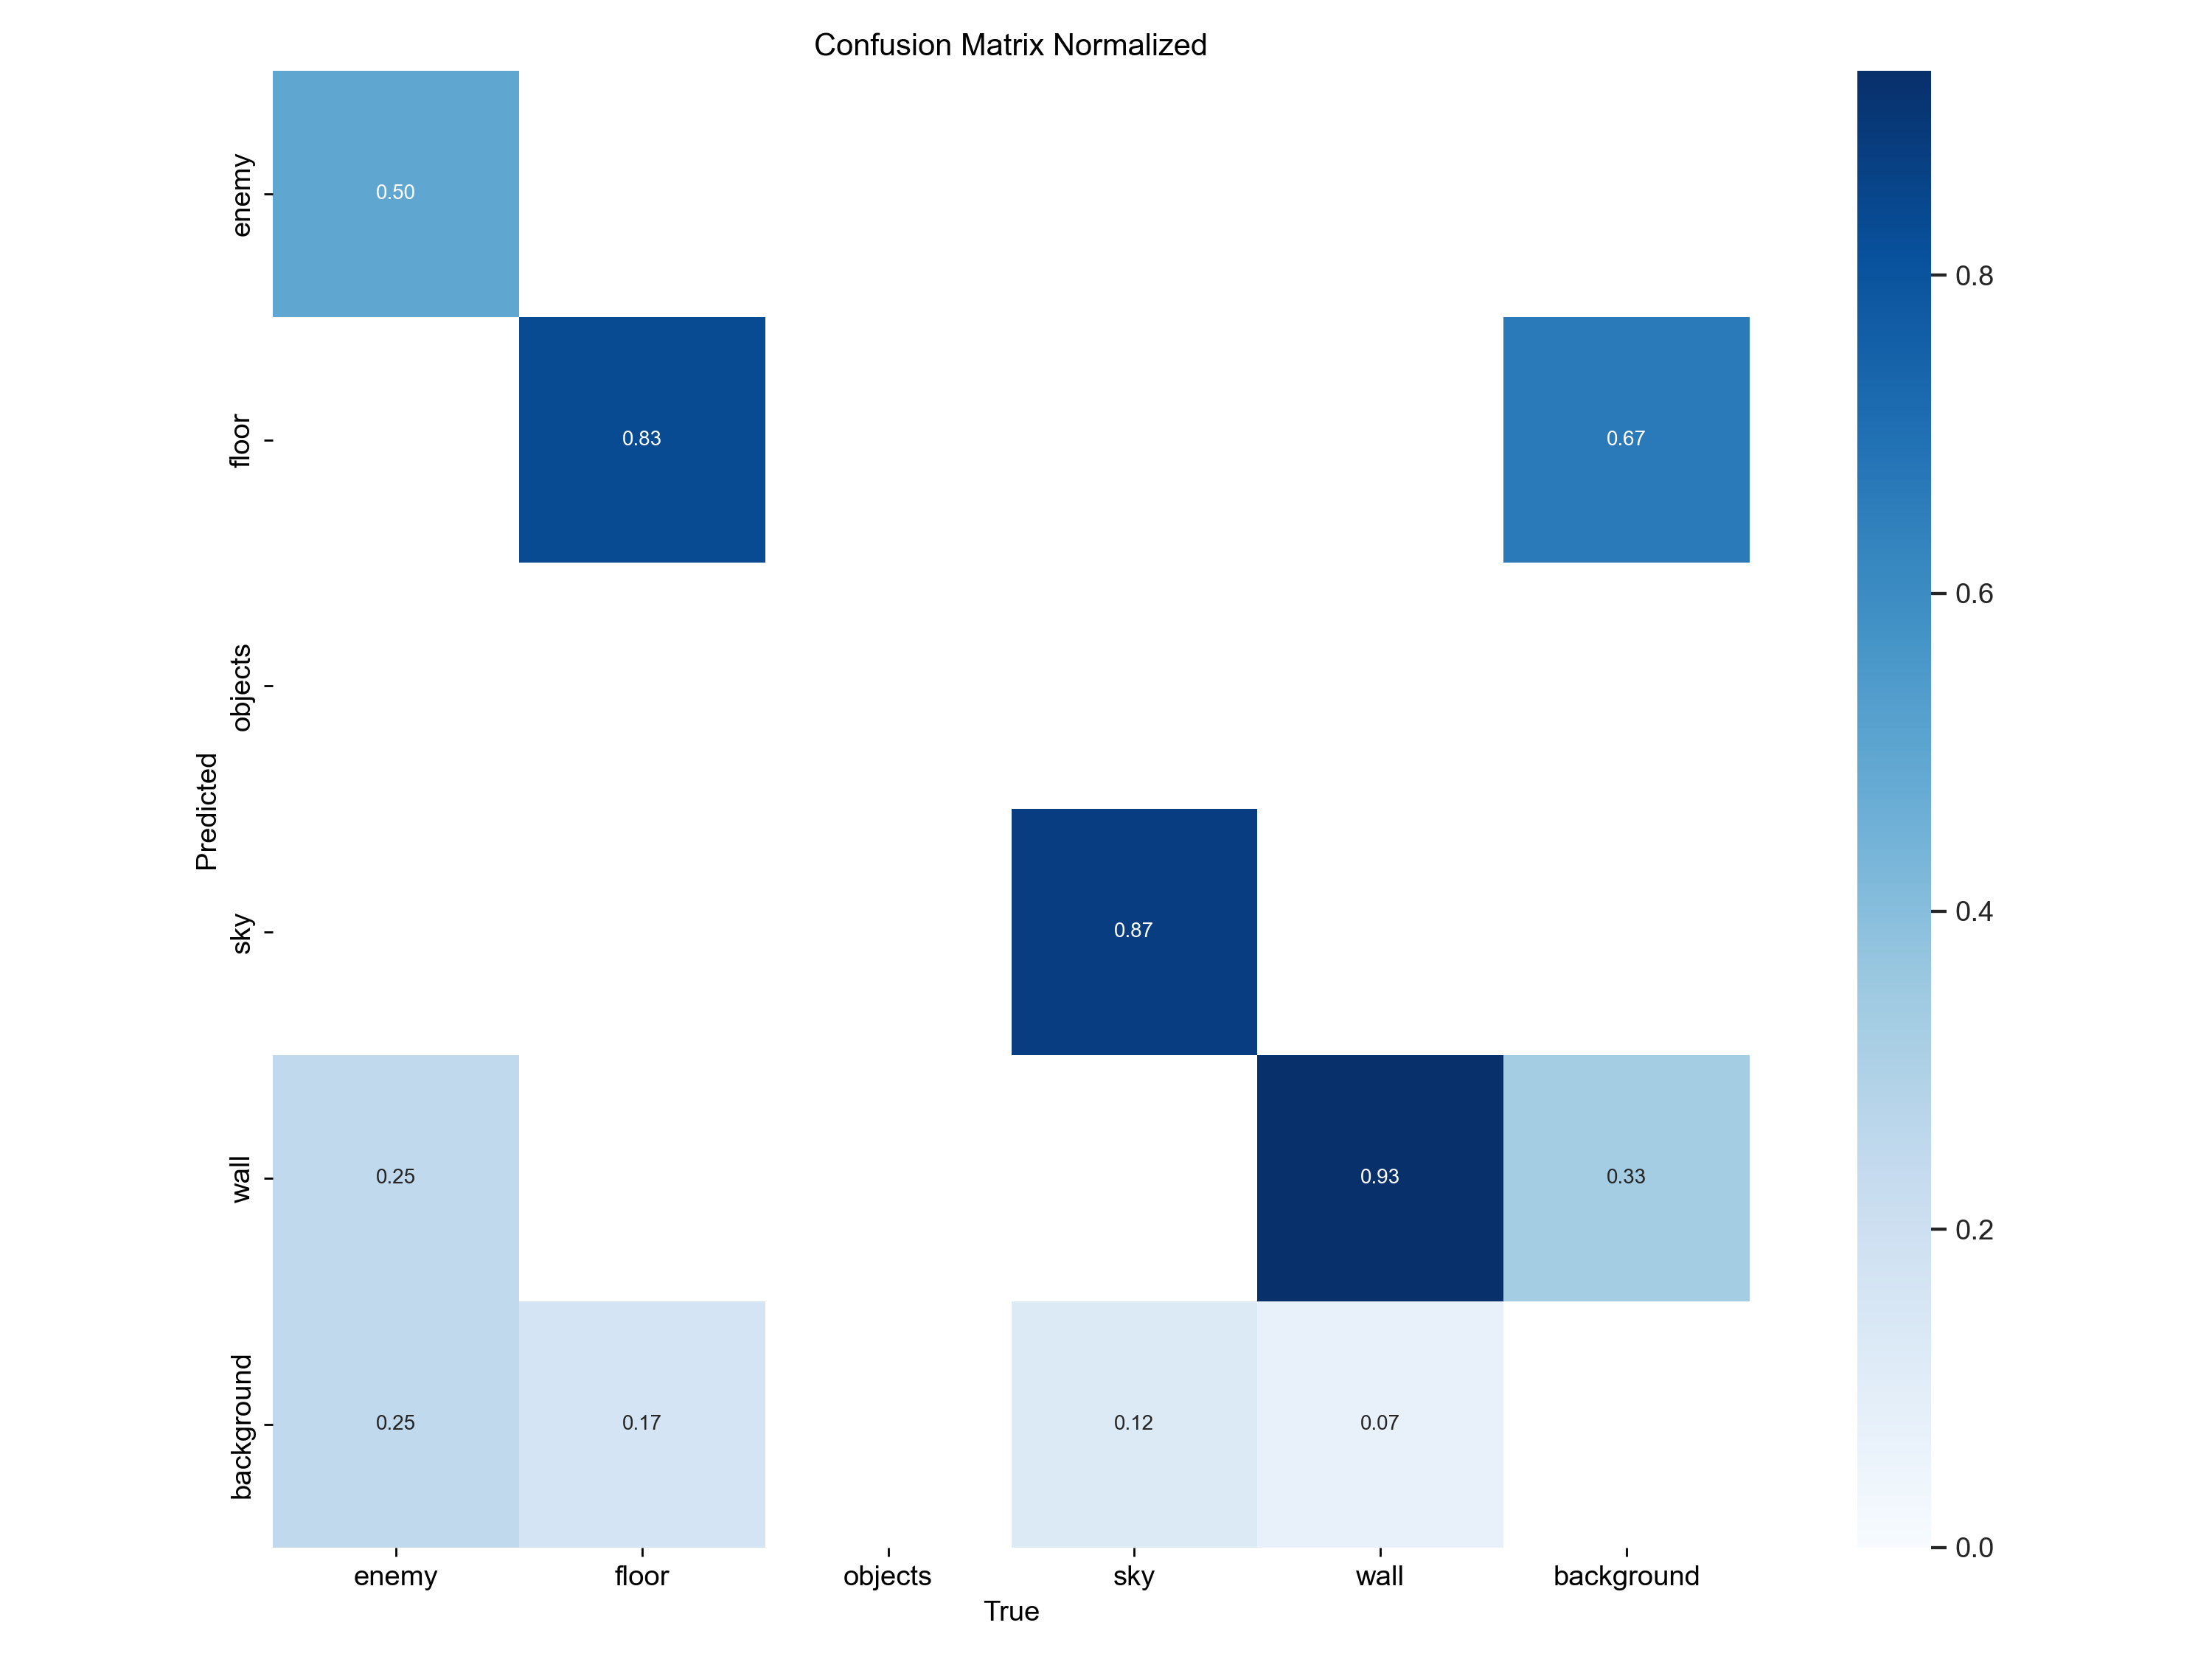 Confusion Matrix Normalized
enemy
0.50
floor
0.83
0.67
objects
sky
0.87
wall
0.25
0.93
0.33
background
0.25
0.17
0.12
0.07
Predicted
enemy floor objects sky wall background
True
0.8
0.6
0.4
0.2
0.0